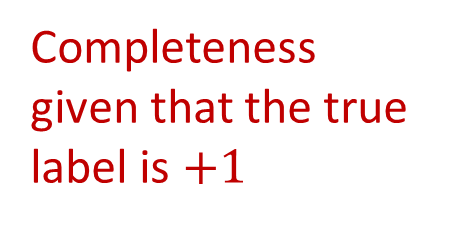 Completeness
given that the true
label is +1